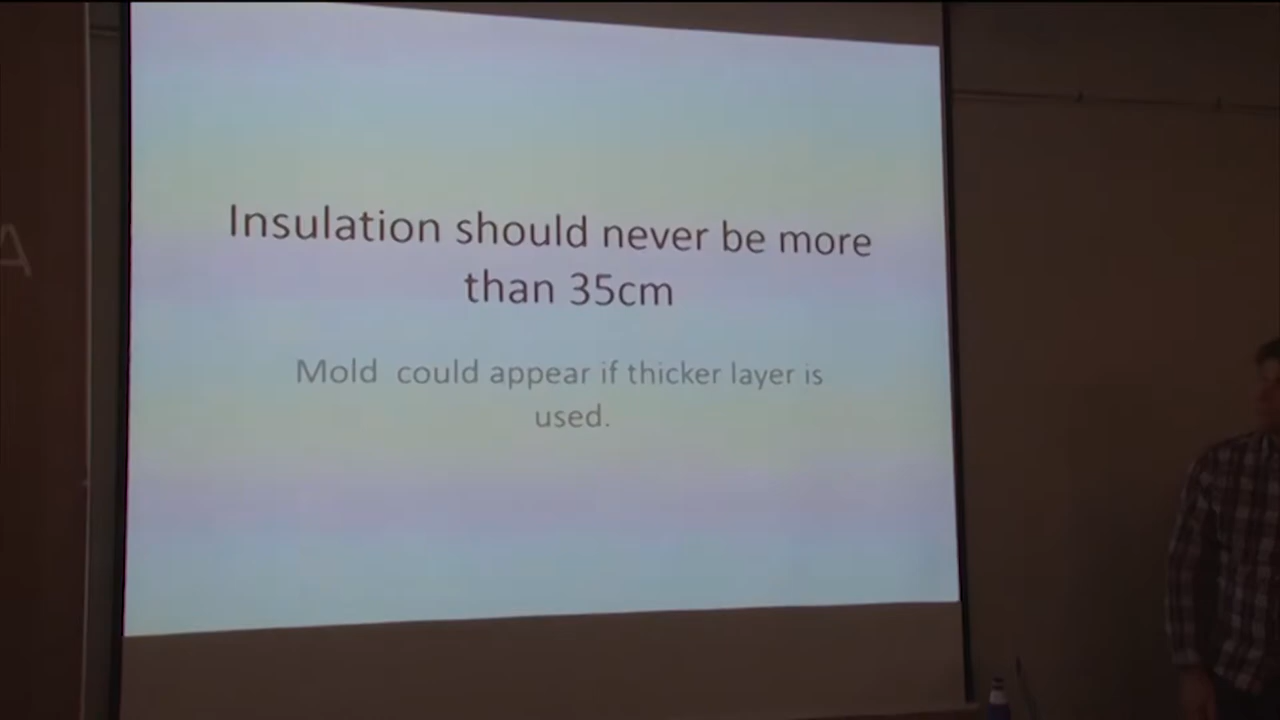 A
Insulation should never be more
than 35cm
Mold could appear if thicker layer is
used.